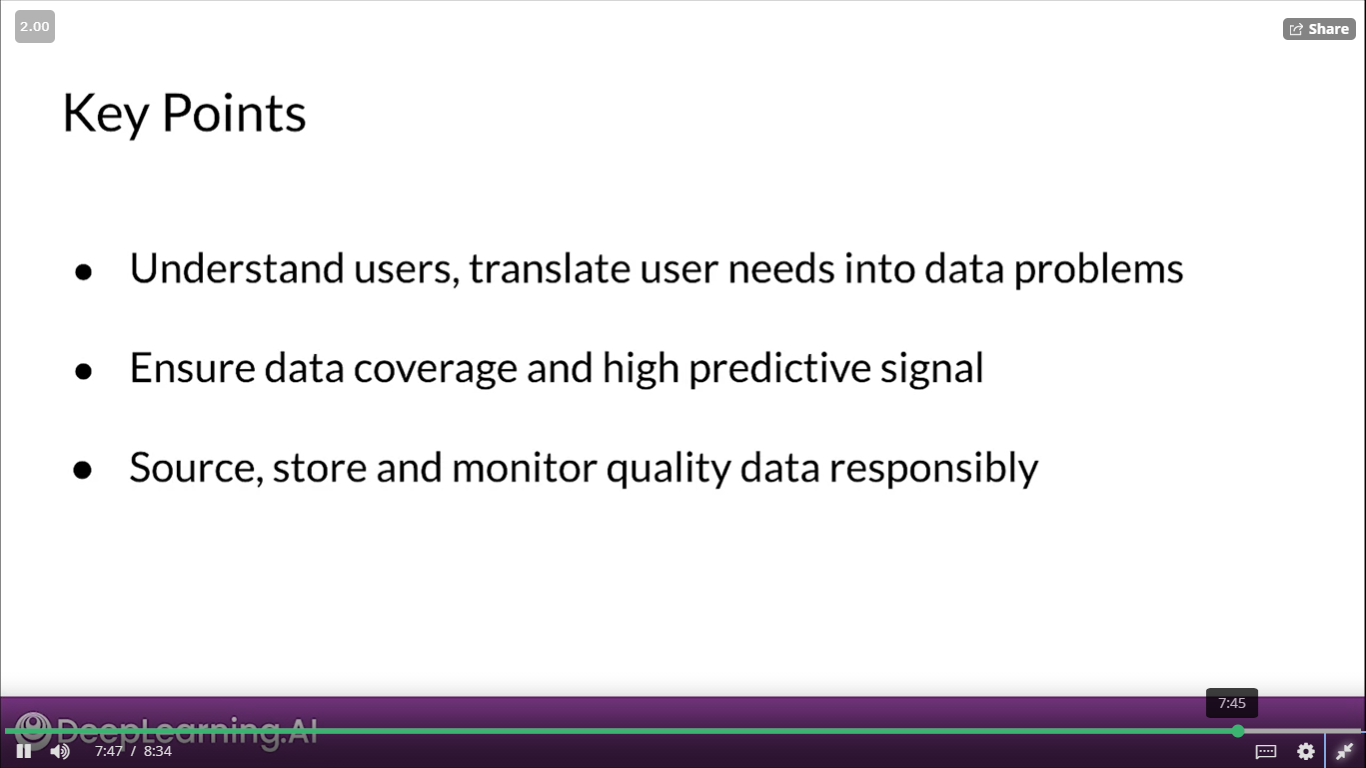 2.00
Share
Key Points
● Understand users, translate user needs into data problems
● Ensure data coverage and high predictive signal
● Source, store and monitor quality data responsibly
7:45
DeepLearning.AI
7:47 / 8:34